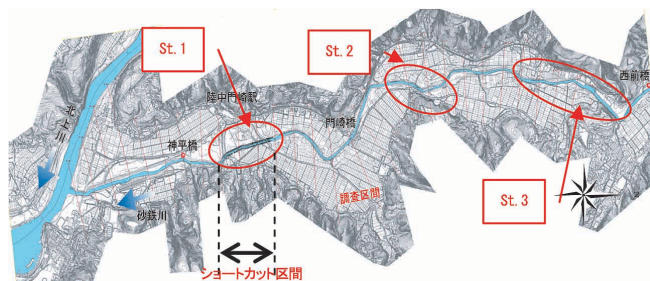 St. 1
St. 2
St. 3
北上川
陸中門崎駅
神平橋
門崎橋
西前橋
砂鉄川
調査区間
ショートカット区間